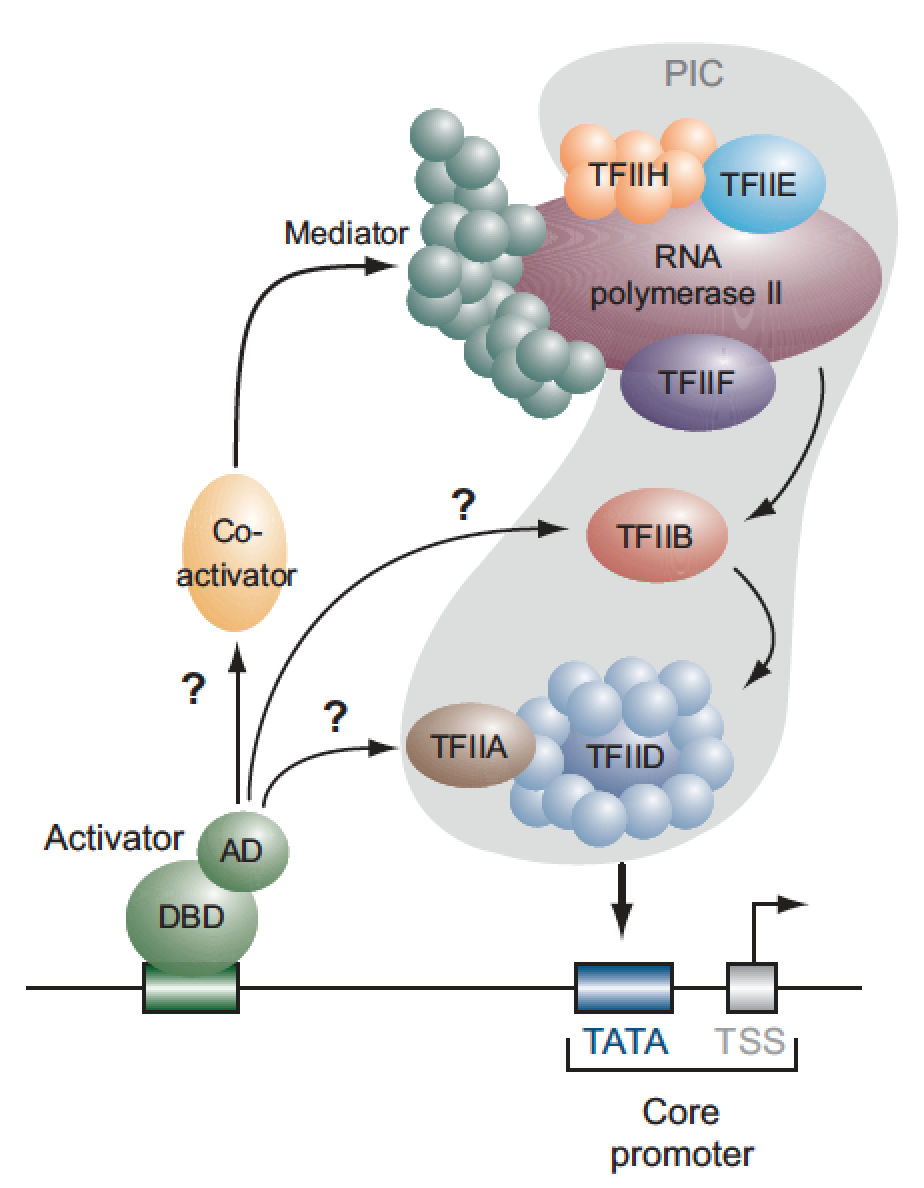 PIC
TFIIH
TFIIE
Mediator
RNA
polymerase II
TFIIF
?
Co-
activator
TFIIB
?
?
TFIIA
TFIID
Activator
AD
DBD
TATA
TSS
Core
promoter